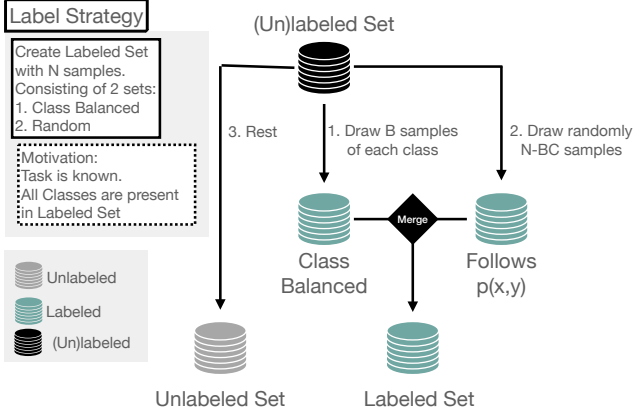 Label Strategy
Create Labeled Set
with N samples.
Consisting of 2 sets:
1. Class Balanced
2. Random
Motivation:
Task is known.
All Classes are present
in Labeled Set
Unlabeled
Labeled
(Un)labeled
(Un)labeled Set
3. Rest
1. Draw B samples
of each class
2. Draw randomly
N-BC samples
Merge
Class
Balanced
Follows
p(x,y)
Unlabeled Set
Labeled Set